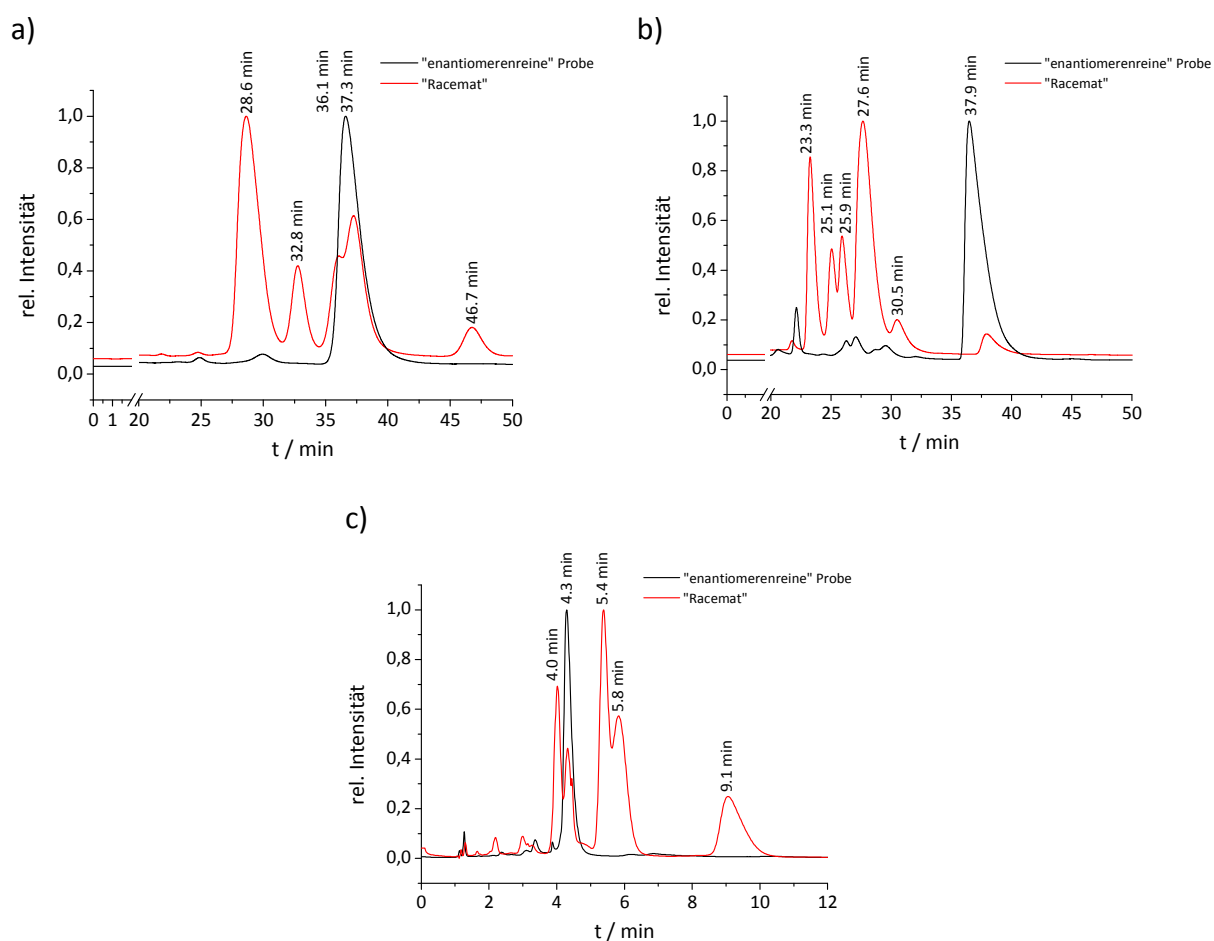 a)
"enantiomerenreine" Probe
"Racemat"
28.6 min
32.8 min
36.1 min
37.3 min
46.7 min
1,0
0,8
0,6
0,4
0,2
0,0
rel. Intensität
0 1 20 25 30 35 40 45 50
t / min
b)
"enantiomerenreine" Probe
"Racemat"
23.3 min
25.1 min
25.9 min
27.6 min
30.5 min
37.9 min
1,0
0,8
0,6
0,4
0,2
0,0
rel. Intensität
0 20 25 30 35 40 45 50
t / min
c)
"enantiomerenreine" Probe
"Racemat"
4.0 min
4.3 min
5.4 min
5.8 min
9.1 min
1,0
0,8
0,6
0,4
0,2
0,0
rel. Intensität
0 2 4 6 8 10 12
t / min